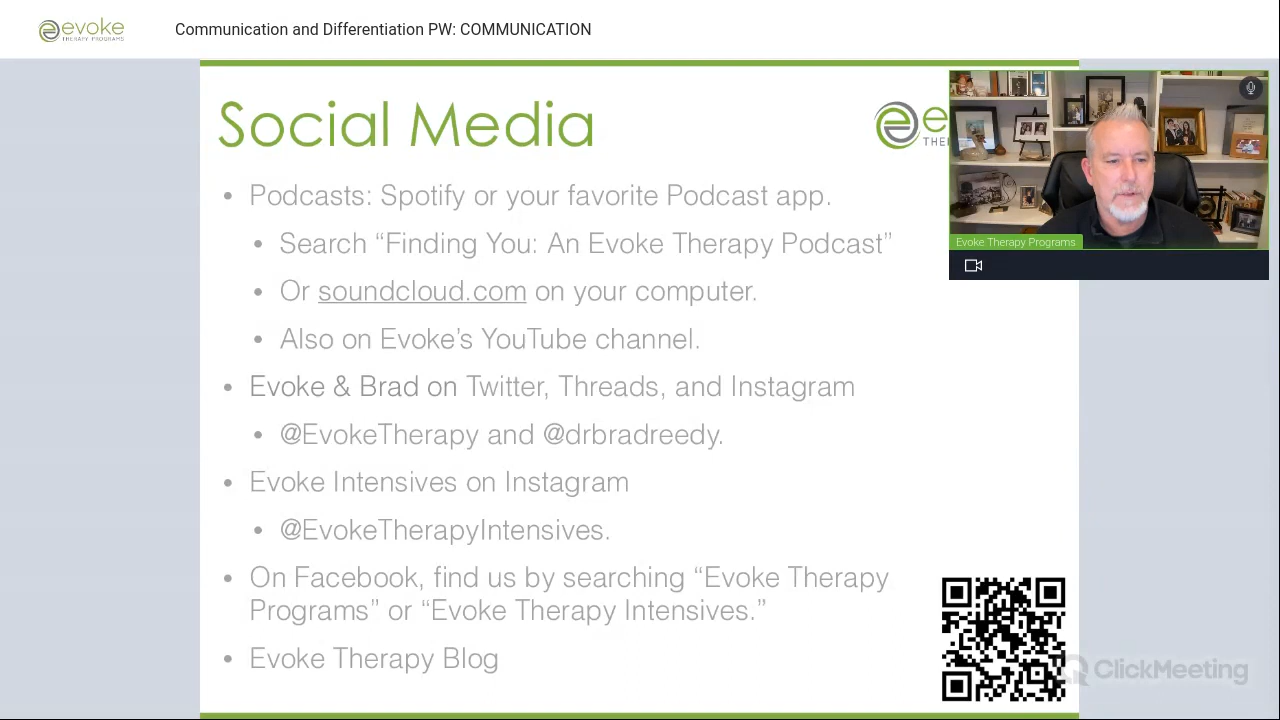 evoke
THERAPY PROGRAMS
Communication and Differentiation PW: COMMUNICATION
Social Media
• Podcasts: Spotify or your favorite Podcast app.
• Search “Finding You: An Evoke Therapy Podcast”
• Or soundcloud.com on your computer.
• Also on Evoke’s YouTube channel.
• Evoke & Brad on Twitter, Threads, and Instagram
• @EvokeTherapy and @drbradreedy.
• Evoke Intensives on Instagram
• @EvokeTherapyIntensives.
• On Facebook, find us by searching “Evoke Therapy
Programs” or “Evoke Therapy Intensives.”
• Evoke Therapy Blog
Evoke Therapy Programs
ClickMeeting